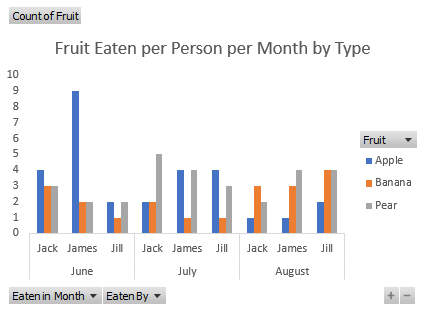 Count of Fruit
Fruit Eaten per Person per Month by Type
10
9
8
7
6
5
4
3
2
1
0
Jack James Jill Jack James Jill Jack James Jill
June July August
Fruit
Apple
Banana
Pear
Eaten in Month Eaten By
+ −